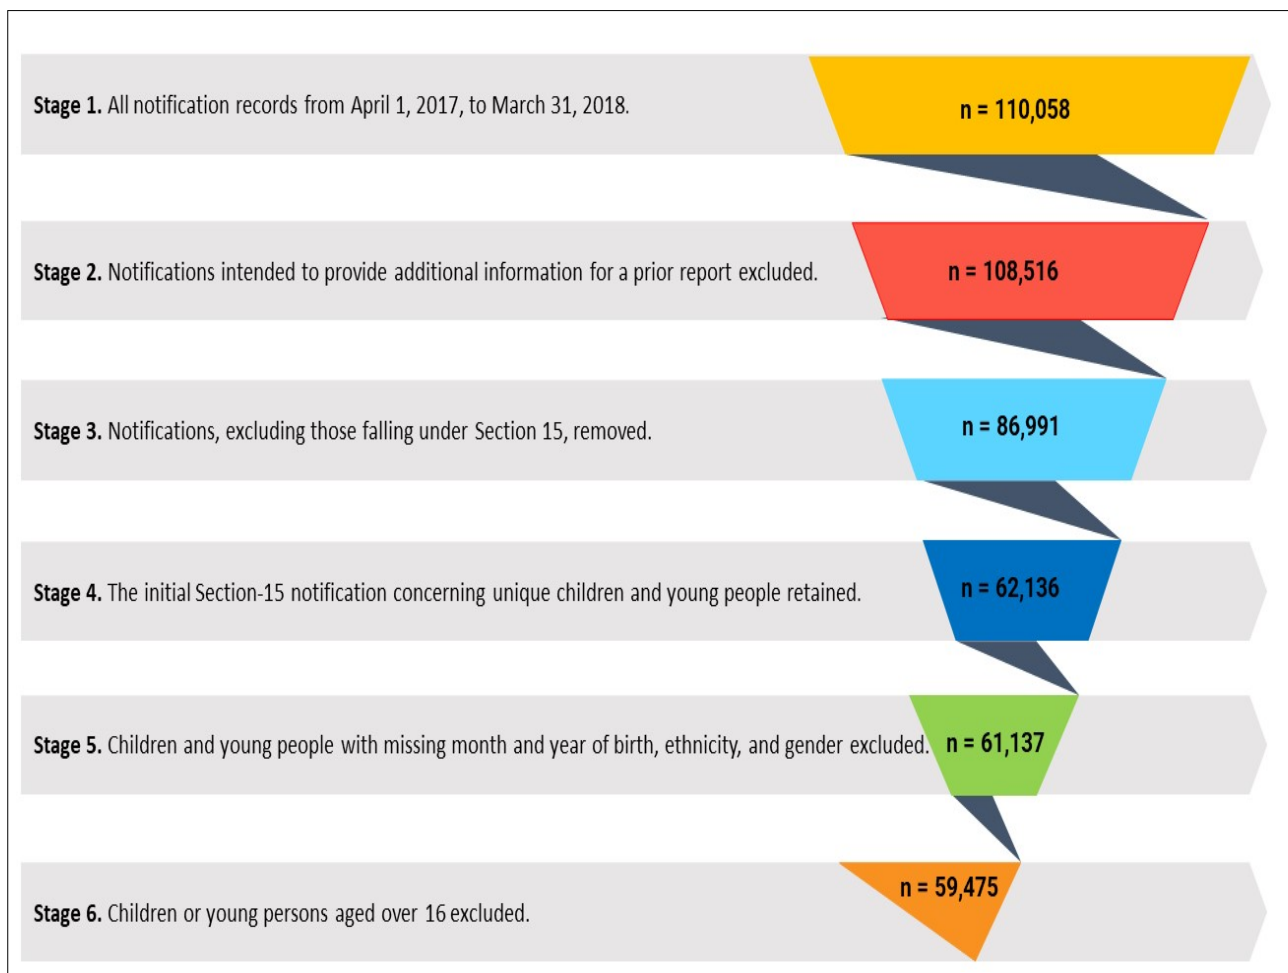 Stage 1. All notification records from April 1, 2017, to March 31, 2018.
n = 110,058
Stage 2. Notifications intended to provide additional information for a prior report excluded.
n = 108,516
Stage 3. Notifications, excluding those falling under Section 15, removed.
n = 86,991
Stage 4. The initial Section-15 notification concerning unique children and young people retained.
n = 62,136
Stage 5. Children and young people with missing month and year of birth, ethnicity, and gender excluded.
n = 61,137
Stage 6. Children or young persons aged over 16 excluded.
n = 59,475